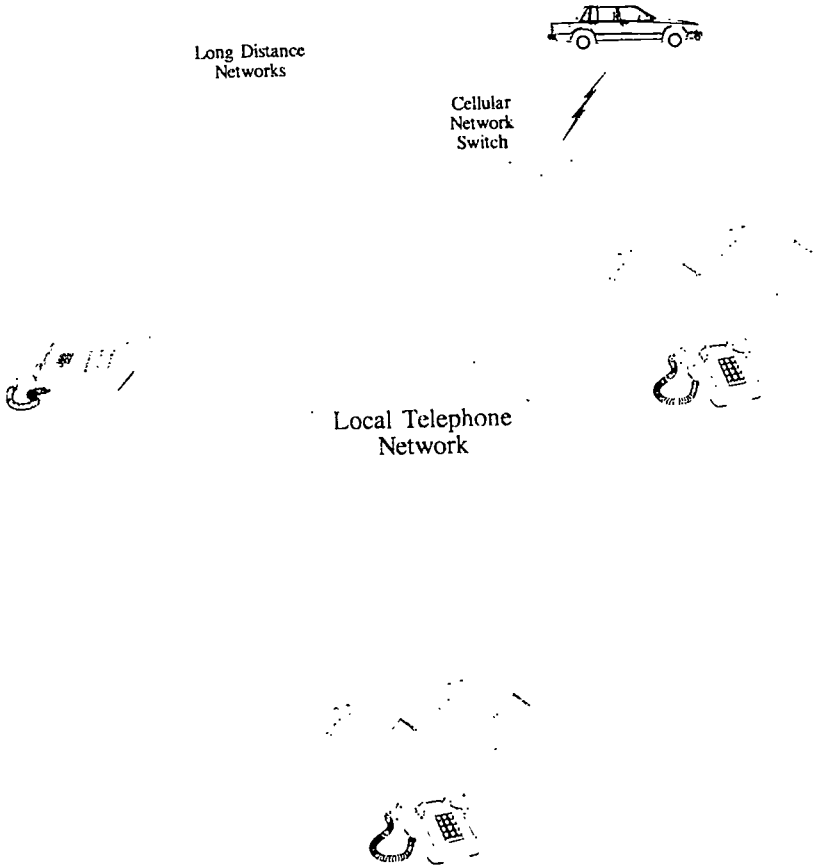 Long Distance
Networks
Cellular
Network
Switch
Local Telephone
Network